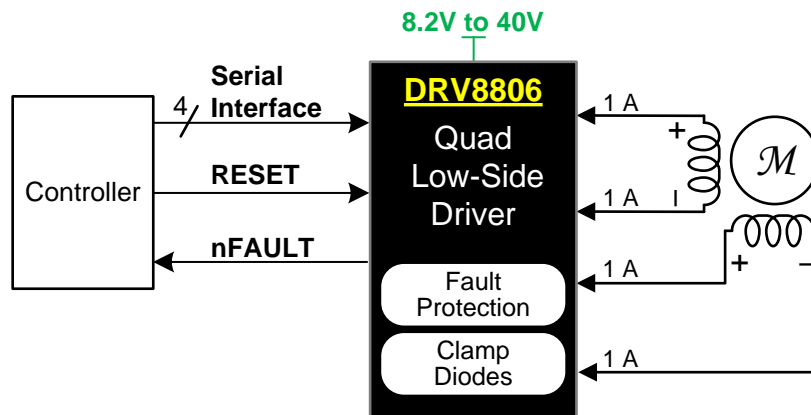 8.2V to 40V
Serial
Interface
4
Controller
RESET
nFAULT
DRV8806
Quad
Low-Side
Driver
Fault
Protection
Clamp
Diodes
1 A
1 A
1 A
1 A
+
–
M
+
–